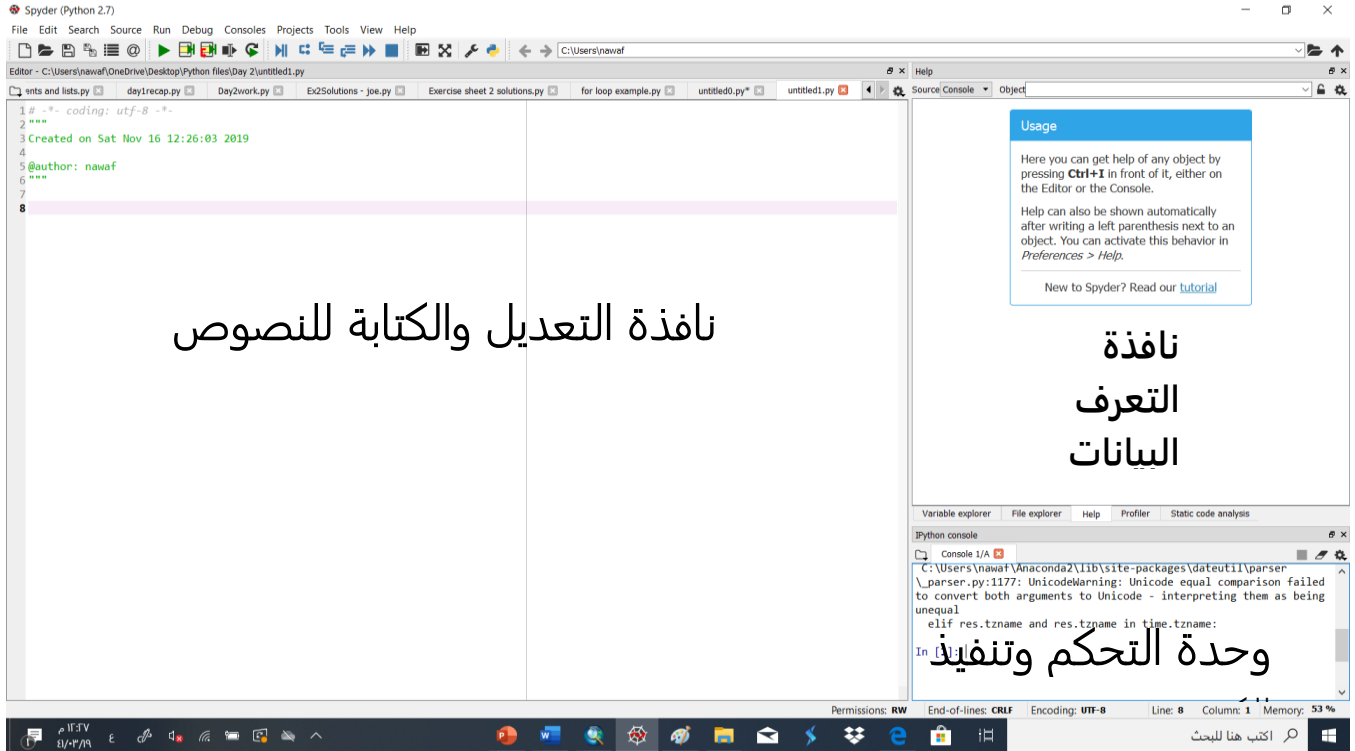 Spyder (Python 2.7)
File Edit Search Source Run Debug Consoles Projects Tools View Help
C:\Users\nawaf
Editor - C:\Users\nawaf\OneDrive\Desktop\Python files\Day 2\untitled1.py
ents and lists.py day1recap.py Day2work.py Ex2Solutions - joe.py Exercise sheet 2 solutions.py for loop example.py untitled0.py* untitled1.py
1 # -*- coding: utf-8 -*-
2 """
3 Created on Sat Nov 16 12:26:03 2019
4
5 @author: nawaf
6 """
7
8
نافذة التعديل والكتابة للنصوص
Help
Source Console Object
Usage
Here you can get help of any object by
pressing Ctrl+I in front of it, either on
the Editor or the Console.
Help can also be shown automatically
after writing a left parenthesis next to an
object. You can activate this behavior in
Preferences > Help.
New to Spyder? Read our tutorial
نافذة
التعرف
البيانات
Variable explorer File explorer Help Profiler Static code analysis
IPython console
Console 1/A
C:\Users\nawaf\Anaconda2\lib\site-packages\dateutil\parser
\_parser.py:1177: UnicodeWarning: Unicode equal comparison failed
to convert both arguments to Unicode - interpreting them as being
unequal
elif res.tzname and res.tzname in time.tzname:
In [
]:
وحدة التحكم وتنفيذ
Permissions: RW End-of-lines: CRLF Encoding: UTF-8 Line: 8 Column: 1 Memory: 53 %
١٢:٢٧ م
٤١/٠٣/١٩
ع
اكتب هنا للبحث